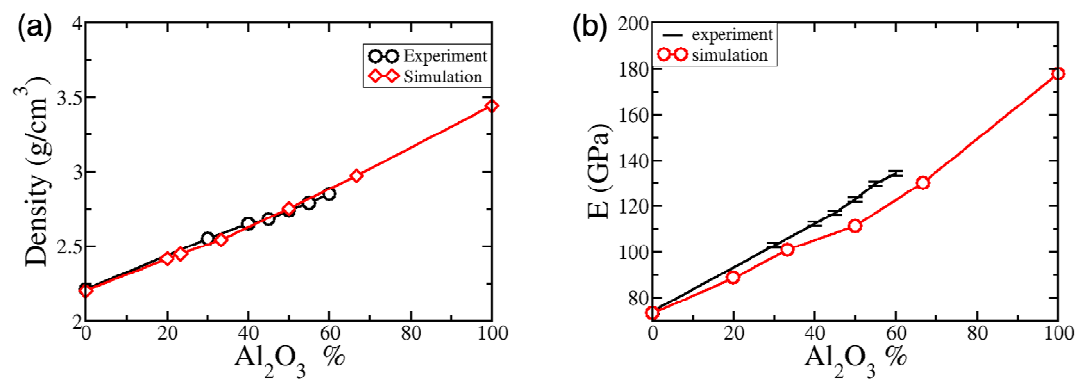 (a)
4
3.5
3
2.5
2
Density (g/cm³)
Experiment
Simulation
0 20 40 60 80 100
Al₂O₃ %
(b)
200
180
160
140
120
100
80
E (GPa)
experiment
simulation
0 20 40 60 80 100
Al₂O₃ %